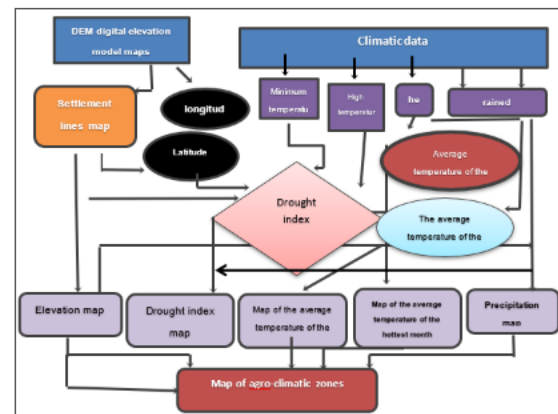 DEM digital elevation
model maps
Climatic data
Settlement
lines map
longitud
Latitude
Minimum
temperatu
High
temperatur
he
rained
Average
temperature of the
Drought
index
The average
temperature of the
Elevation map
Drought index
map
Map of the average
temperature of the
Map of the average
temperature of the
hottest month
Precipitation
map
Map of agro-climatic zones